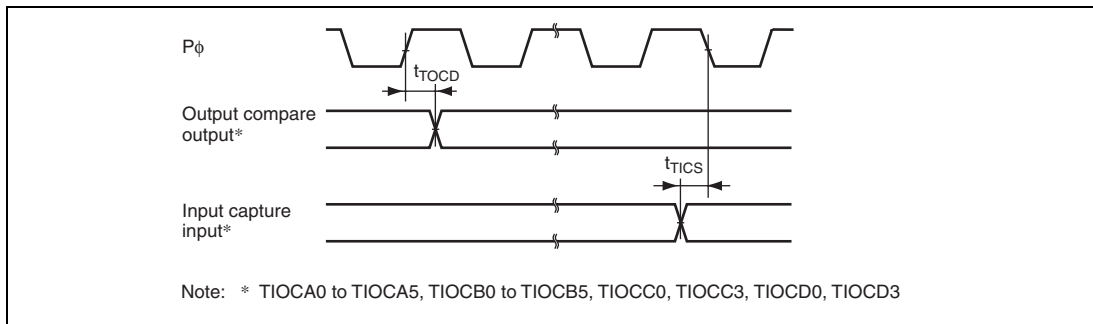 Pϕ
tTOCD
Output compare
output*
tTICS
Input capture
input*
Note: * TIOCA0 to TIOCA5, TIOCB0 to TIOCB5, TIOCC0, TIOCC3, TIOCD0, TIOCD3